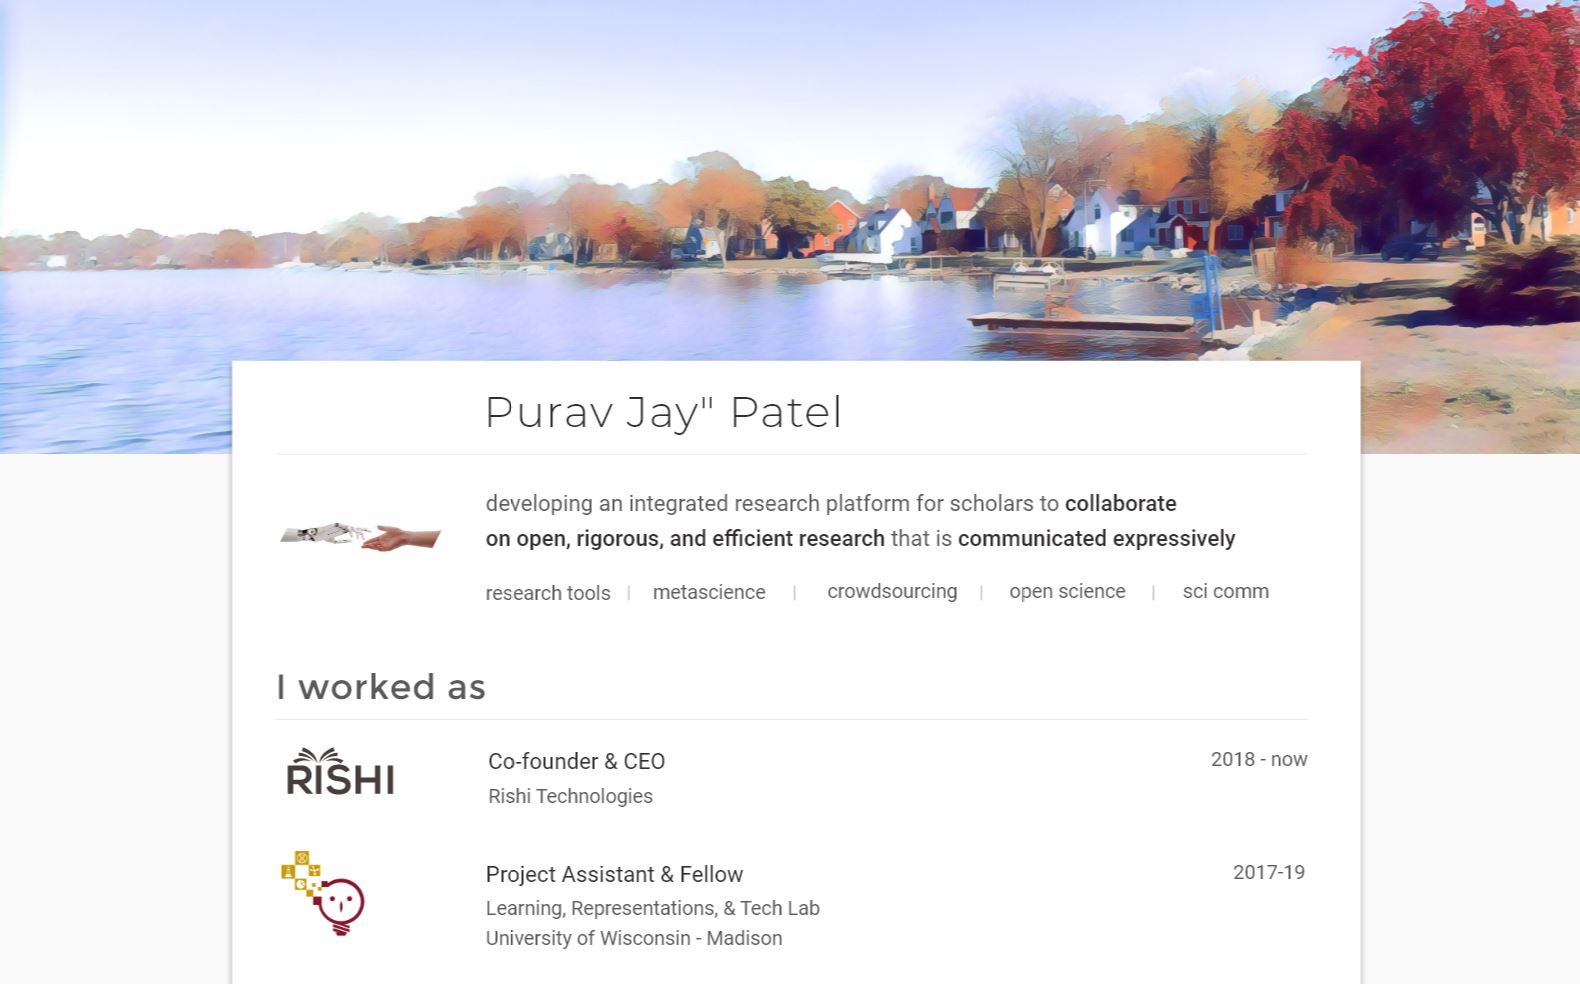 Purav Jay" Patel
developing an integrated research platform for scholars to collaborate
on open, rigorous, and efficient research that is communicated expressively
research tools | metascience | crowdsourcing | open science | sci comm
I worked as
RISHI
Co-founder & CEO 2018 - now
Rishi Technologies
Project Assistant & Fellow 2017-19
Learning, Representations, & Tech Lab
University of Wisconsin - Madison